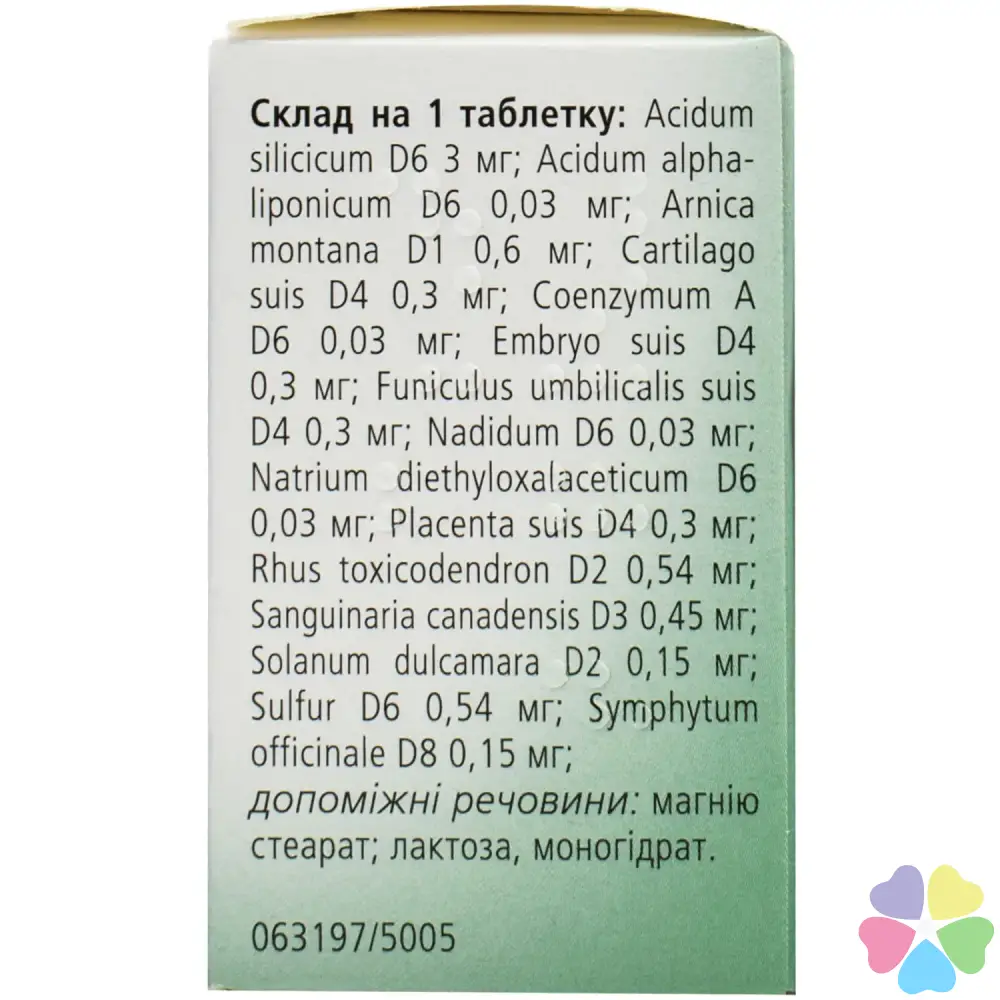 Склад на 1 таблетку: Acidum
silicicum D6 3 мг; Acidum alpha-
liponicum D6 0,03 мг; Arnica
montana D1 0,6 мг; Cartilago
suis D4 0,3 мг; Coenzymum A
D6 0,03 мг; Embryo suis D4
0,3 мг; Funiculus umbilicalis suis
D4 0,3 мг; Nadidum D6 0,03 мг;
Natrium diethyloxalaceticum D6
0,03 мг; Placenta suis D4 0,3 мг;
Rhus toxicodendron D2 0,54 мг;
Sanguinaria canadensis D3 0,45 мг;
Solanum dulcamara D2 0,15 мг;
Sulfur D6 0,54 мг; Symphytum
officinale D8 0,15 мг;
допоміжні речовини: магнію
стеарат; лактоза, моногідрат.
063197/5005